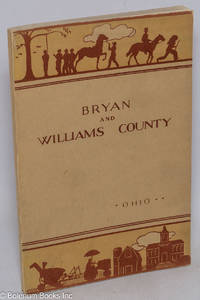 BRYAN
AND
WILLIAMS COUNTY
• OHIO ••
© Bolerium Books Inc